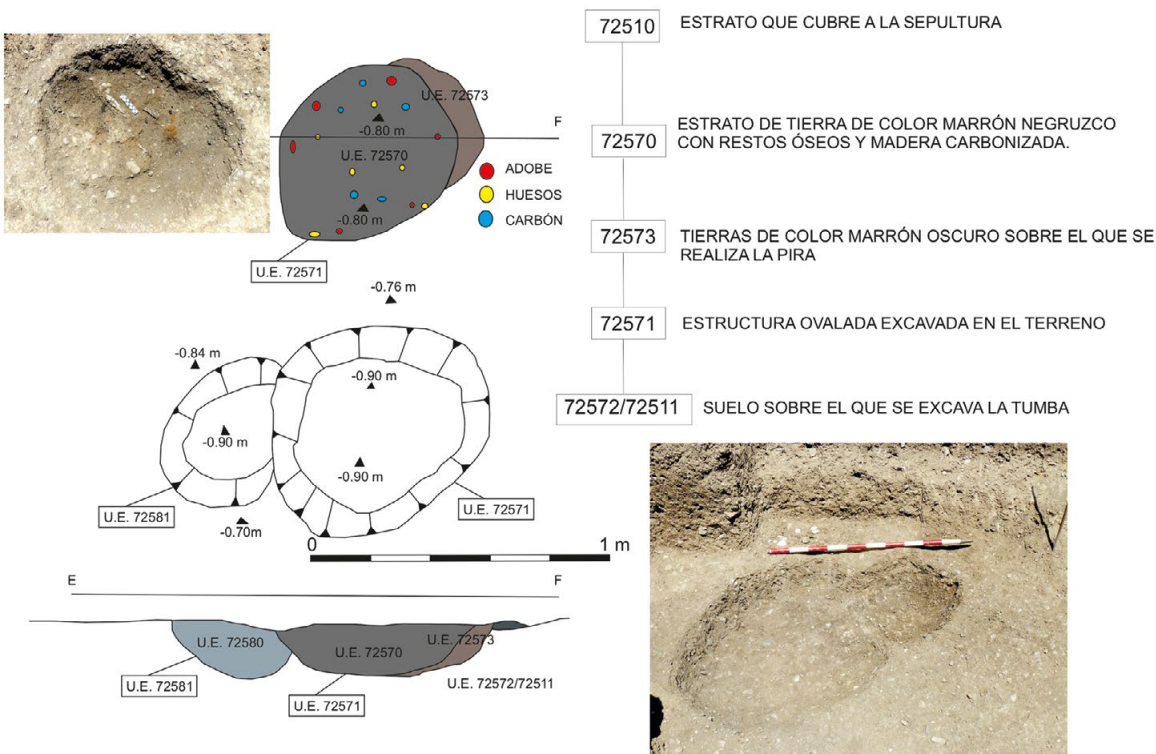 72510 ESTRATO QUE CUBRE A LA SEPULTURA
72570 ESTRATO DE TIERRA DE COLOR MARRÓN NEGRUZCO
CON RESTOS ÓSEOS Y MADERA CARBONIZADA.
72573 TIERRAS DE COLOR MARRÓN OSCURO SOBRE EL QUE SE
REALIZA LA PIRA
72571 ESTRUCTURA OVALADA EXCAVADA EN EL TERRENO
72572/72511 SUELO SOBRE EL QUE SE EXCAVA LA TUMBA
U.E. 72573
F
-0.80 m
U.E. 72570
ADOBE
HUESOS
CARBÓN
-0.80 m
U.E. 72571
-0.76 m
-0.84 m
-0.90 m
-0.90 m
-0.90 m
U.E. 72581
U.E. 72571
-0.70m
0 1 m
E F
U.E. 72580
U.E. 72573
U.E. 72570
U.E. 72581
U.E. 72572/72511
U.E. 72571